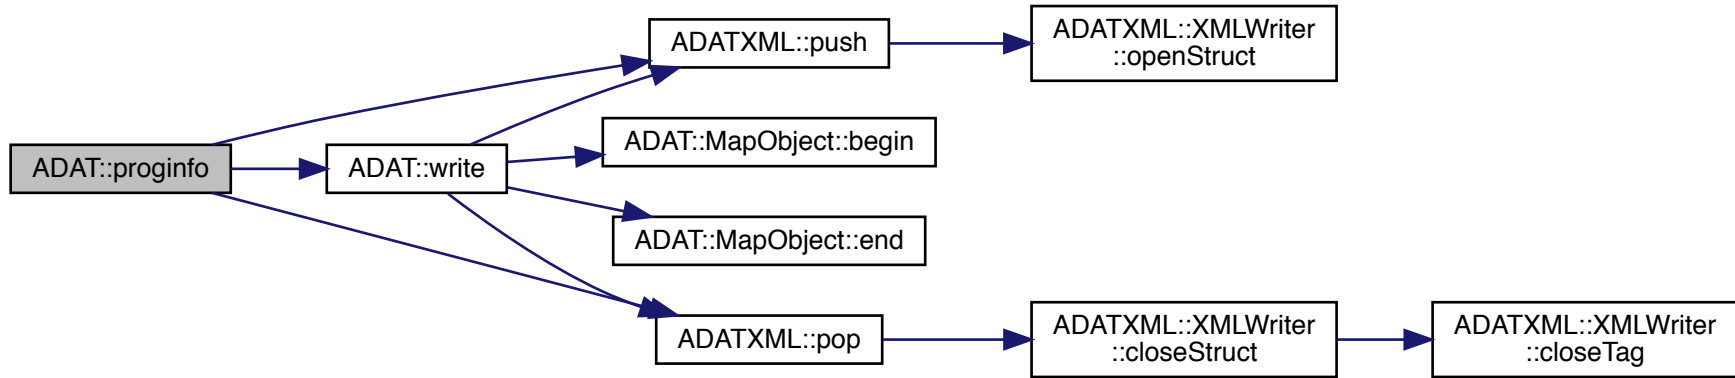 ADATXML::push
ADATXML::XMLWriter
::openStruct
ADAT::MapObject::begin
ADAT::proginfo
ADAT::write
ADAT::MapObject::end
ADATXML::pop
ADATXML::XMLWriter
::closeStruct
ADATXML::XMLWriter
::closeTag